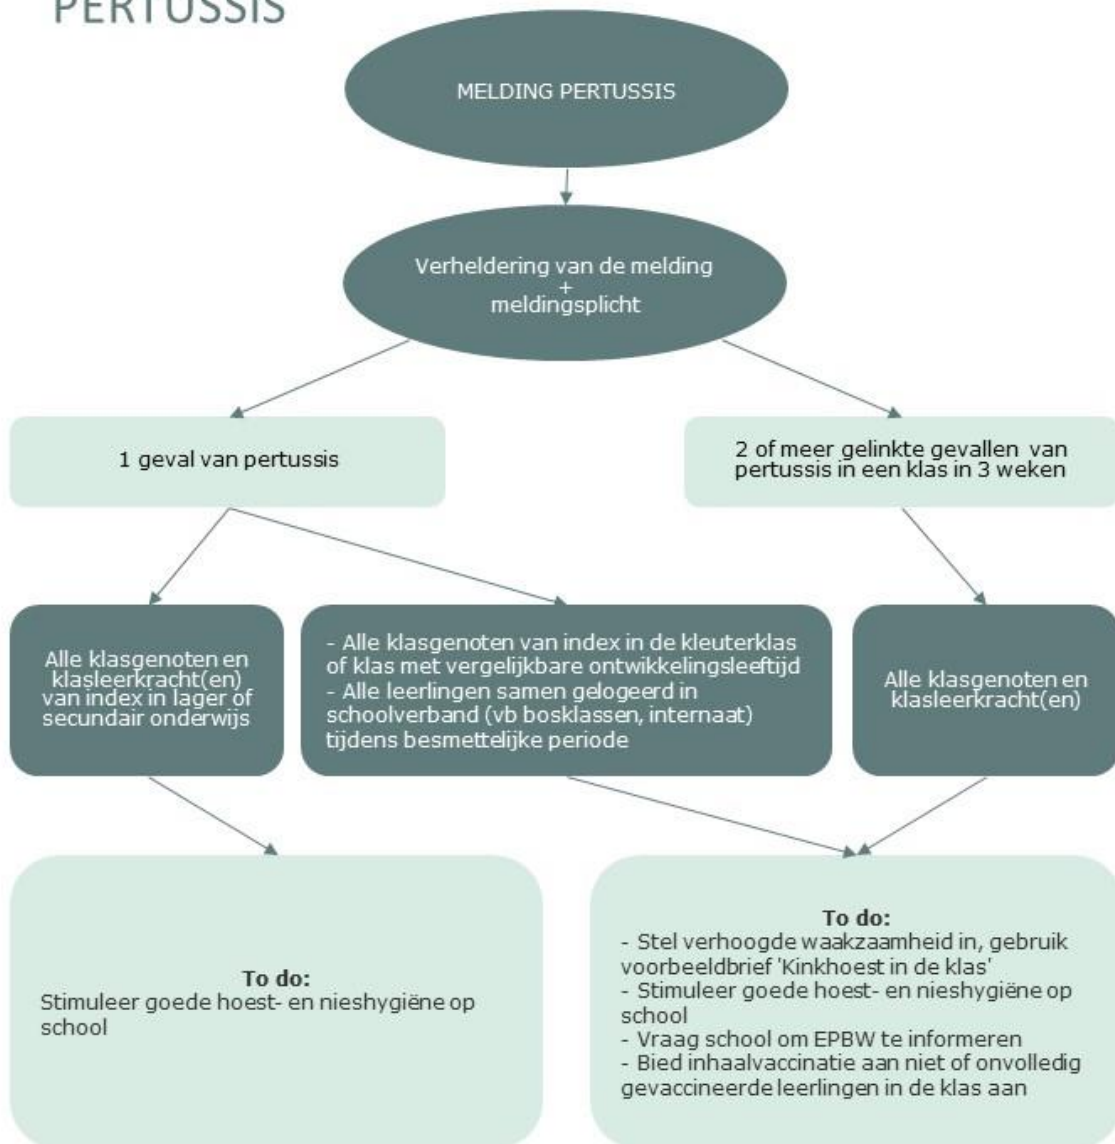 PERTUSSIS
MELDING PERTUSSIS
Verheldering van de melding
+
meldingsplicht
1 geval van pertussis
2 of meer gelinkte gevallen van
pertussis in een klas in 3 weken
Alle klasgenoten en
klasleerkracht(en)
van index in lager of
secundair onderwijs
- Alle klasgenoten van index in de kleuterklas
of klas met vergelijkbare ontwikkelingsleeftijd
- Alle leerlingen samen gelogeerd in
schoolverband (vb bosklassen, internaat)
tijdens besmettelijke periode
Alle klasgenoten en
klasleerkracht(en)
To do:
Stimuleer goede hoest- en nieshygiëne op
school
To do:
- Stel verhoogde waakzaamheid in, gebruik
voorbeeldbrief 'Kinkhoest in de klas'
- Stimuleer goede hoest- en nieshygiëne op
school
- Vraag school om EPBW te informeren
- Bied inhaalvaccinatie aan niet of onvolledig
gevaccineerde leerlingen in de klas aan